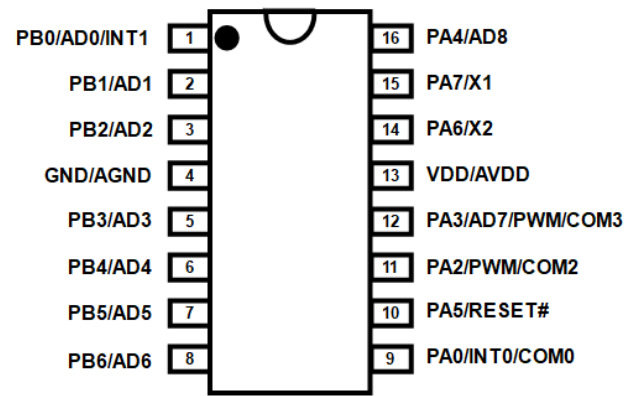 PB0/AD0/INT1 1 16 PA4/AD8
PB1/AD1 2 15 PA7/X1
PB2/AD2 3 14 PA6/X2
GND/AGND 4 13 VDD/AVDD
PB3/AD3 5 12 PA3/AD7/PWM/COM3
PB4/AD4 6 11 PA2/PWM/COM2
PB5/AD5 7 10 PA5/RESET#
PB6/AD6 8 9 PA0/INT0/COM0